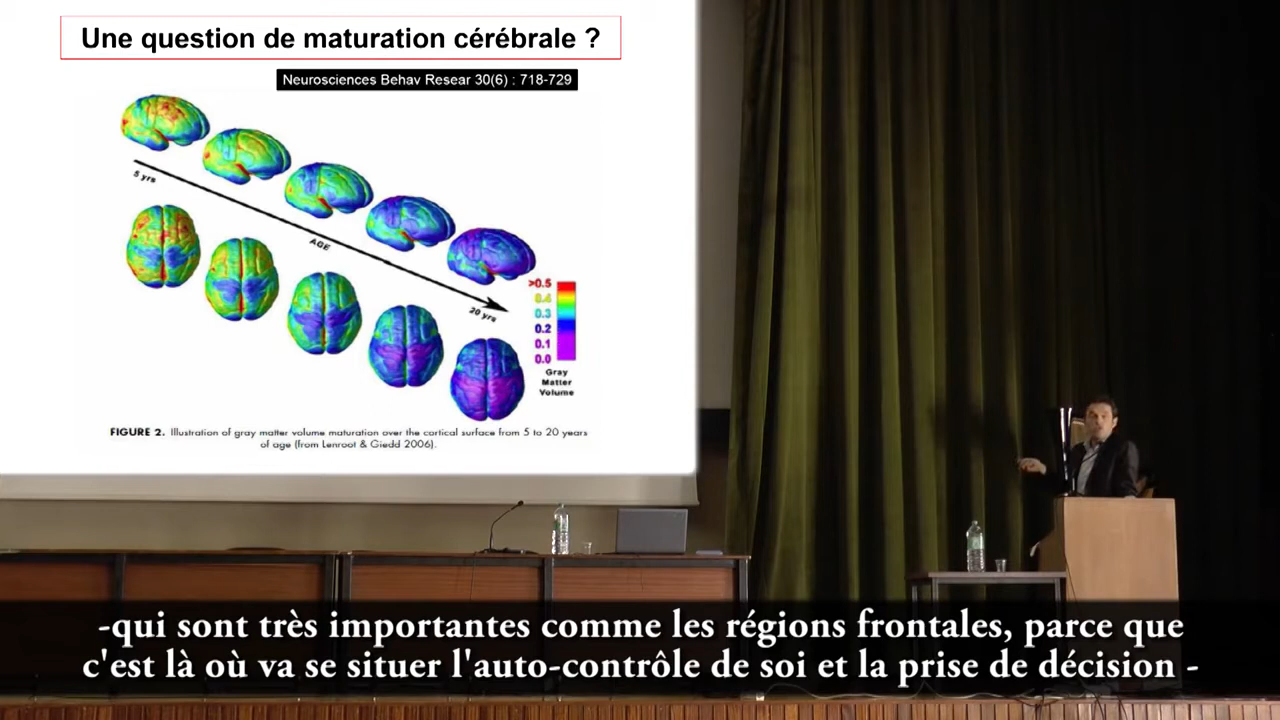 Une question de maturation cérébrale ?
Neurosciences Behav Resear 30(6) : 718-729
5 yrs
AGE
20 yrs
>0.5
0.4
0.3
0.2
0.1
0.0
Gray
Matter
Volume
FIGURE 2. Illustration of gray matter volume maturation over the cortical surface from 5 to 20 years
of age (from Lenroot & Giedd 2006).
-qui sont très importantes comme les régions frontales, parce que
c'est là où va se situer l'auto-contrôle de soi et la prise de décision -